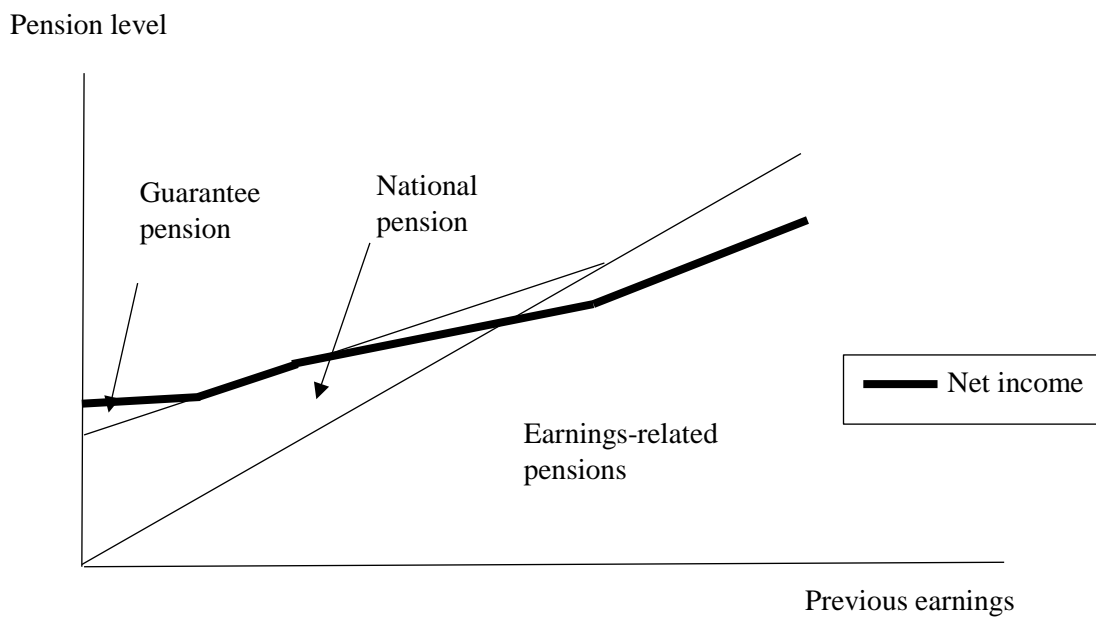 Pension level
Guarantee
pension
National
pension
Net income
Earnings-related
pensions
Previous earnings